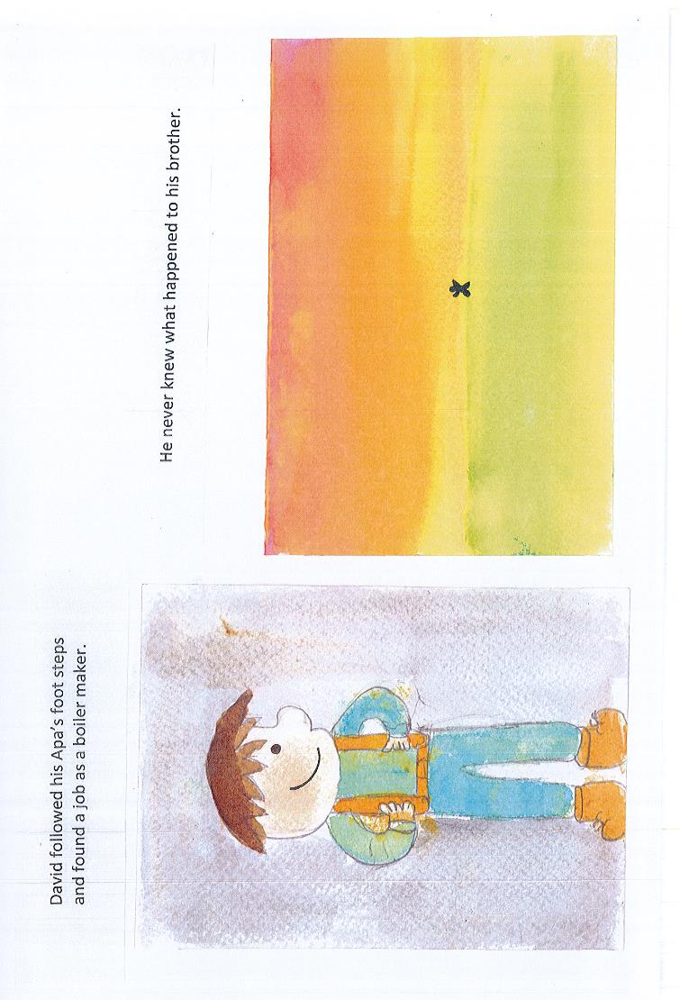 David followed his Apa's foot steps
and found a job as a boiler maker.
He never knew what happened to his brother.